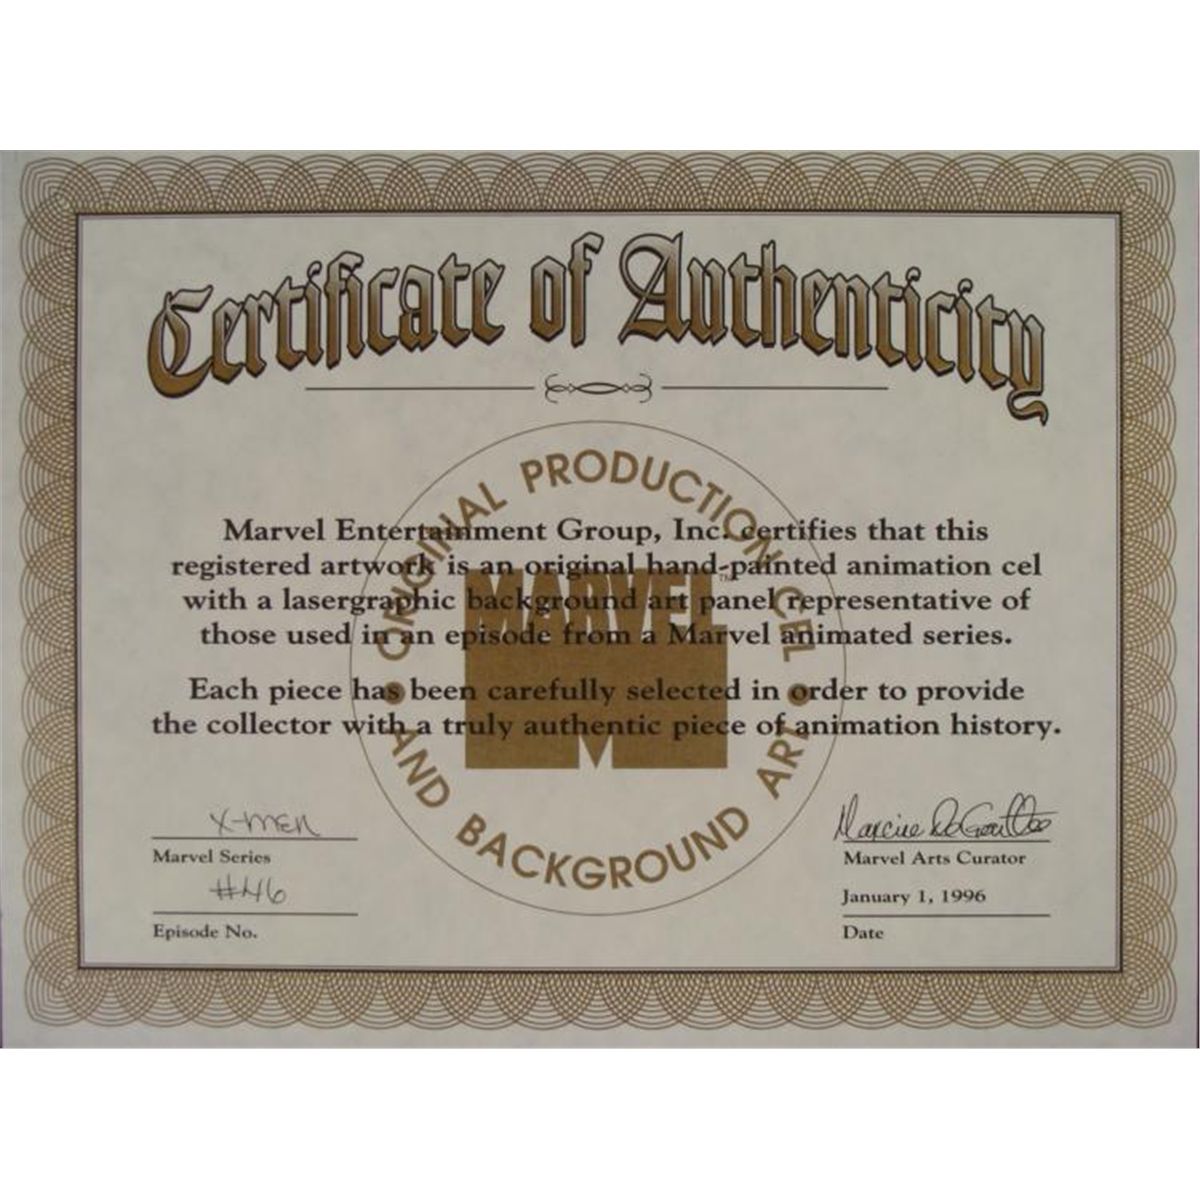 Certificate of Authenticity
ORIGINAL PRODUCTION CEL
• AND BACKGROUND ART •
MARVEL
™
M
Marvel Entertainment Group, Inc. certifies that this
registered artwork is an original hand-painted animation cel
with a lasergraphic background art panel representative of
those used in an episode from a Marvel animated series.
Each piece has been carefully selected in order to provide
the collector with a truly authentic piece of animation history.
X-MEN
Marvel Series
#46
Episode No.
Marvel Arts Curator
January 1, 1996
Date